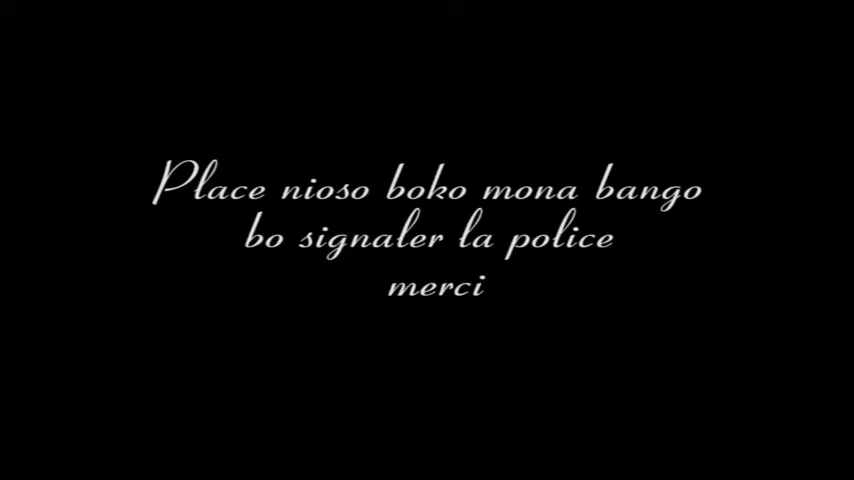 Place nioso boko mona bango
bo signaler la police
merci